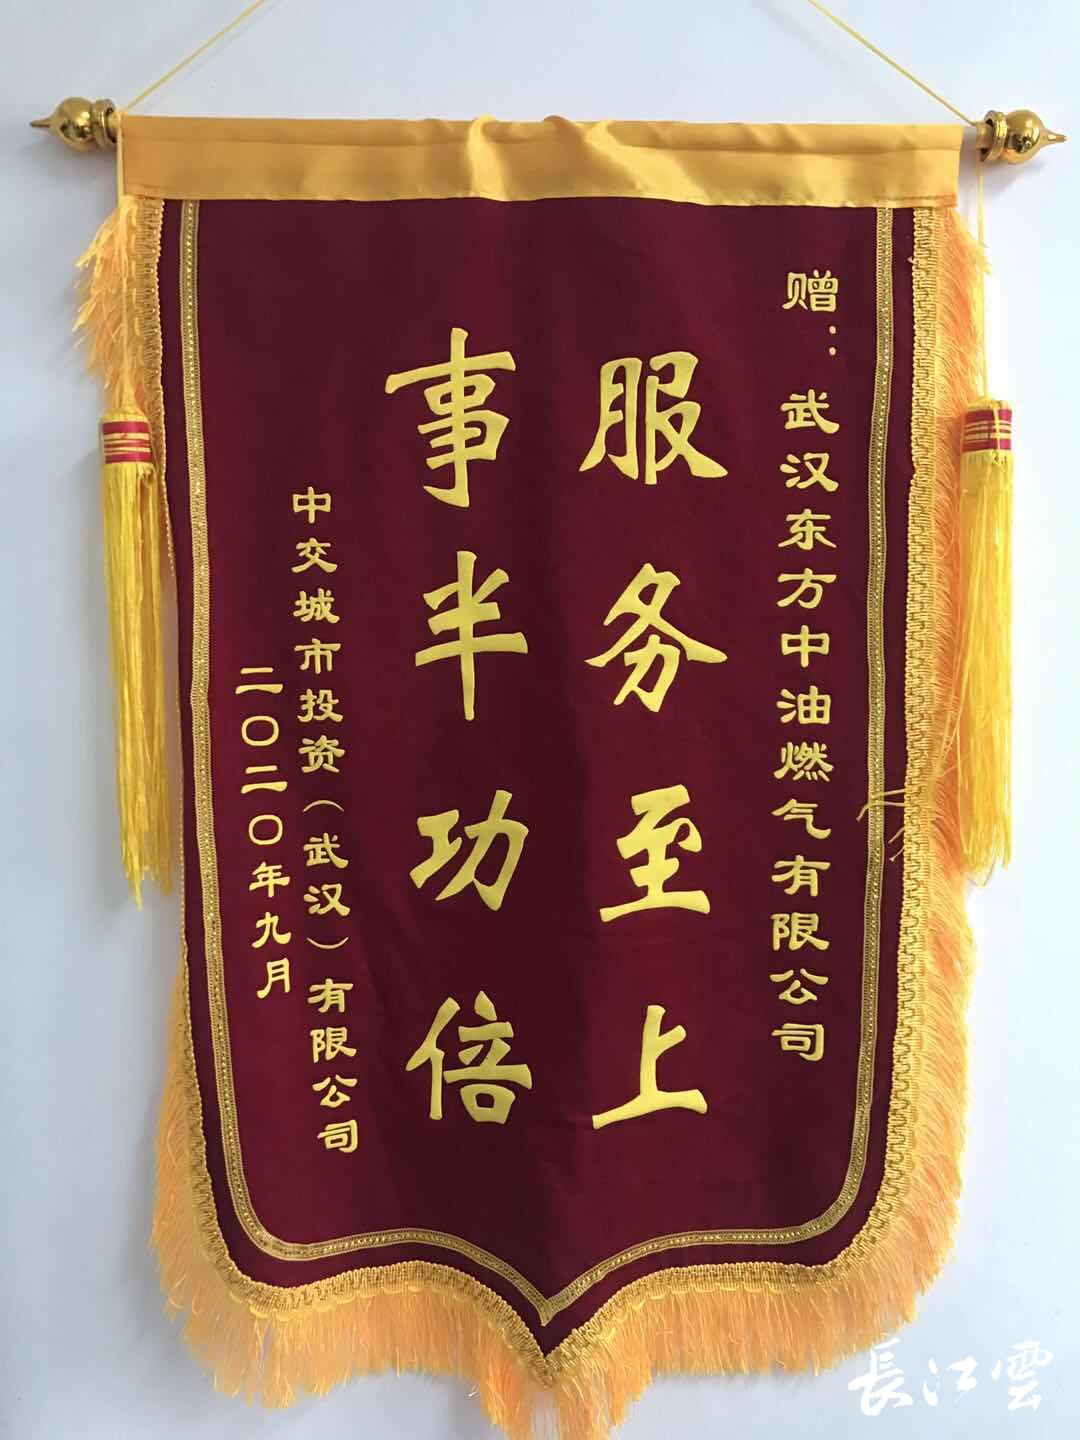 赠：武汉东方中油燃气有限公司
服务至上
事半功倍
中交城市投资（武汉）有限公司
二〇二〇年九月
長江雲